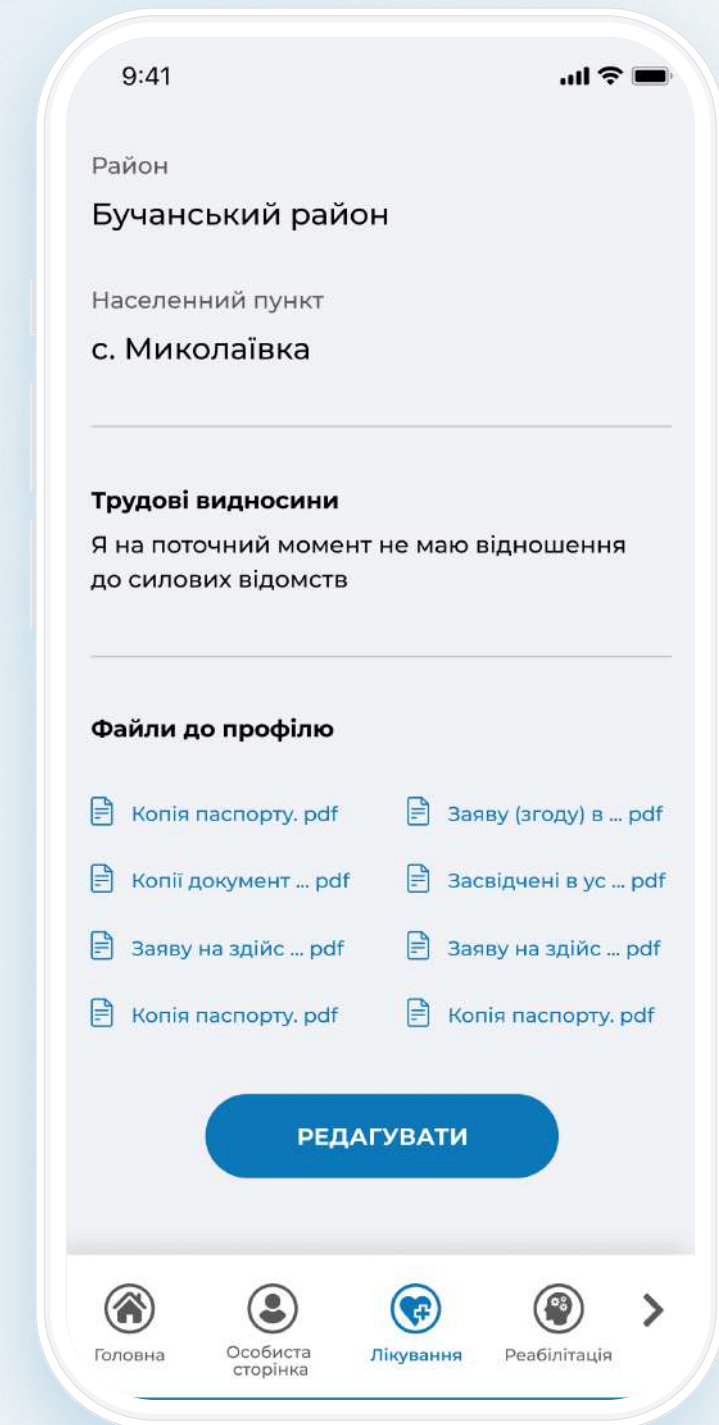 9:41
Район
Бучанський район
Населенний пункт
с. Миколаївка
Трудові видносини
Я на поточний момент не маю відношення
до силових відомств
Файли до профілю
Копія паспорту. pdf
Заяву (згоду) в ... pdf
Копії документ ... pdf
Засвідчені в ус ... pdf
Заяву на здійс ... pdf
Заяву на здійс ... pdf
Копія паспорту. pdf
Копія паспорту. pdf
РЕДАГУВАТИ
Головна
Особиста
сторінка
Лікування
Реабілітація